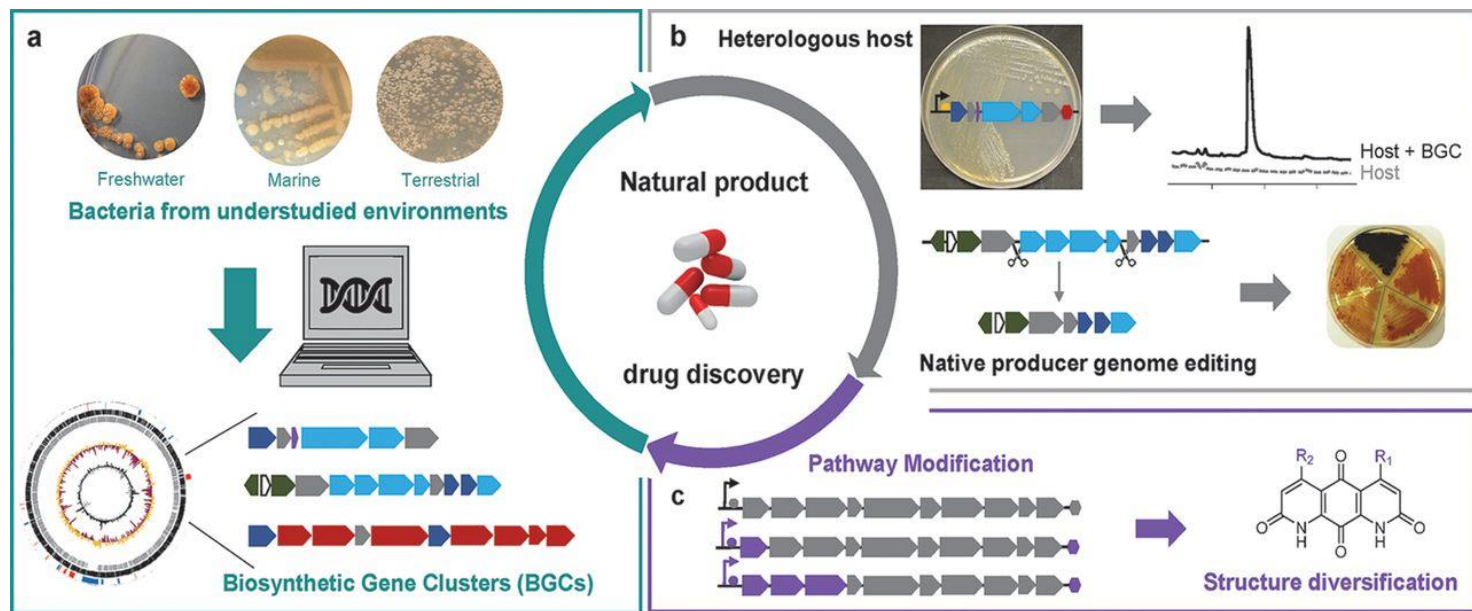 a
Freshwater
Marine
Terrestrial
Bacteria from understudied environments
Biosynthetic Gene Clusters (BGCs)
Natural product
drug discovery
b
Heterologous host
Host + BGC
Host
Native producer genome editing
Pathway Modification
c
R2
O
R1
O
N
H
O
N
H
O
Structure diversification